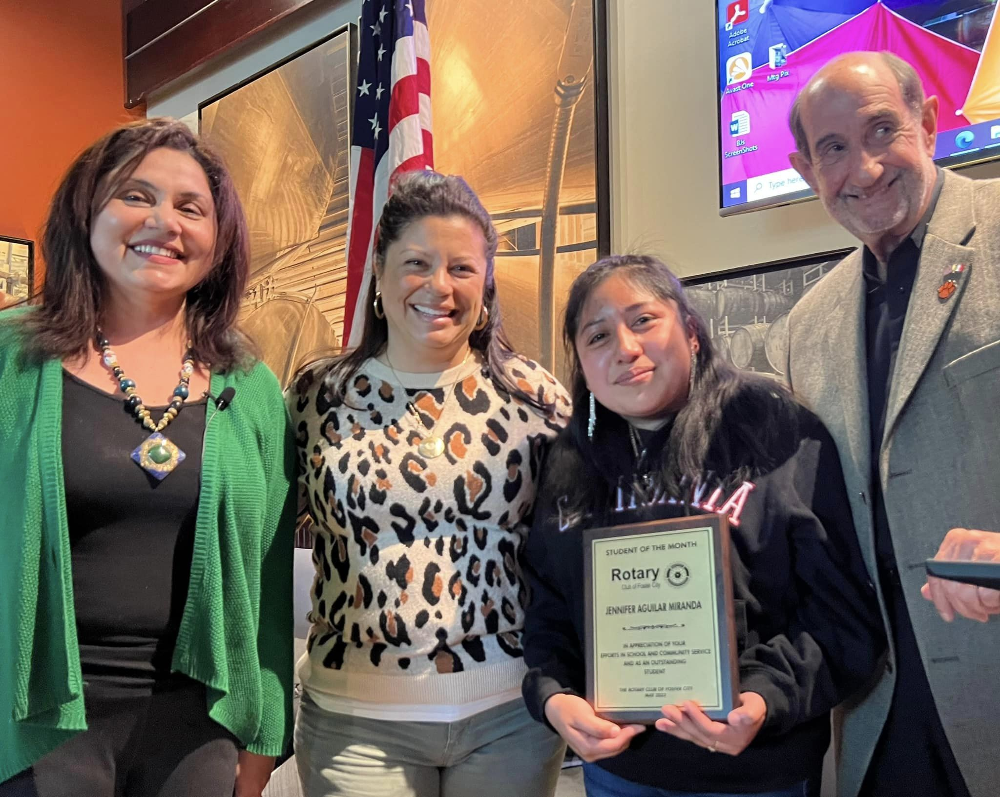 Adobe
Acrobat
Avast One
Mtg Pix
W
BJs
ScreenShots
Type here
STUDENT OF THE MONTH
Rotary
Club of Foster City
JENNIFER AGUILAR MIRANDA
IN APPRECIATION OF YOUR
EFFORTS IN SCHOOL AND COMMUNITY SERVICE
AND AS AN OUTSTANDING
STUDENT
THE ROTARY CLUB OF FOSTER CITY
MAY 2023